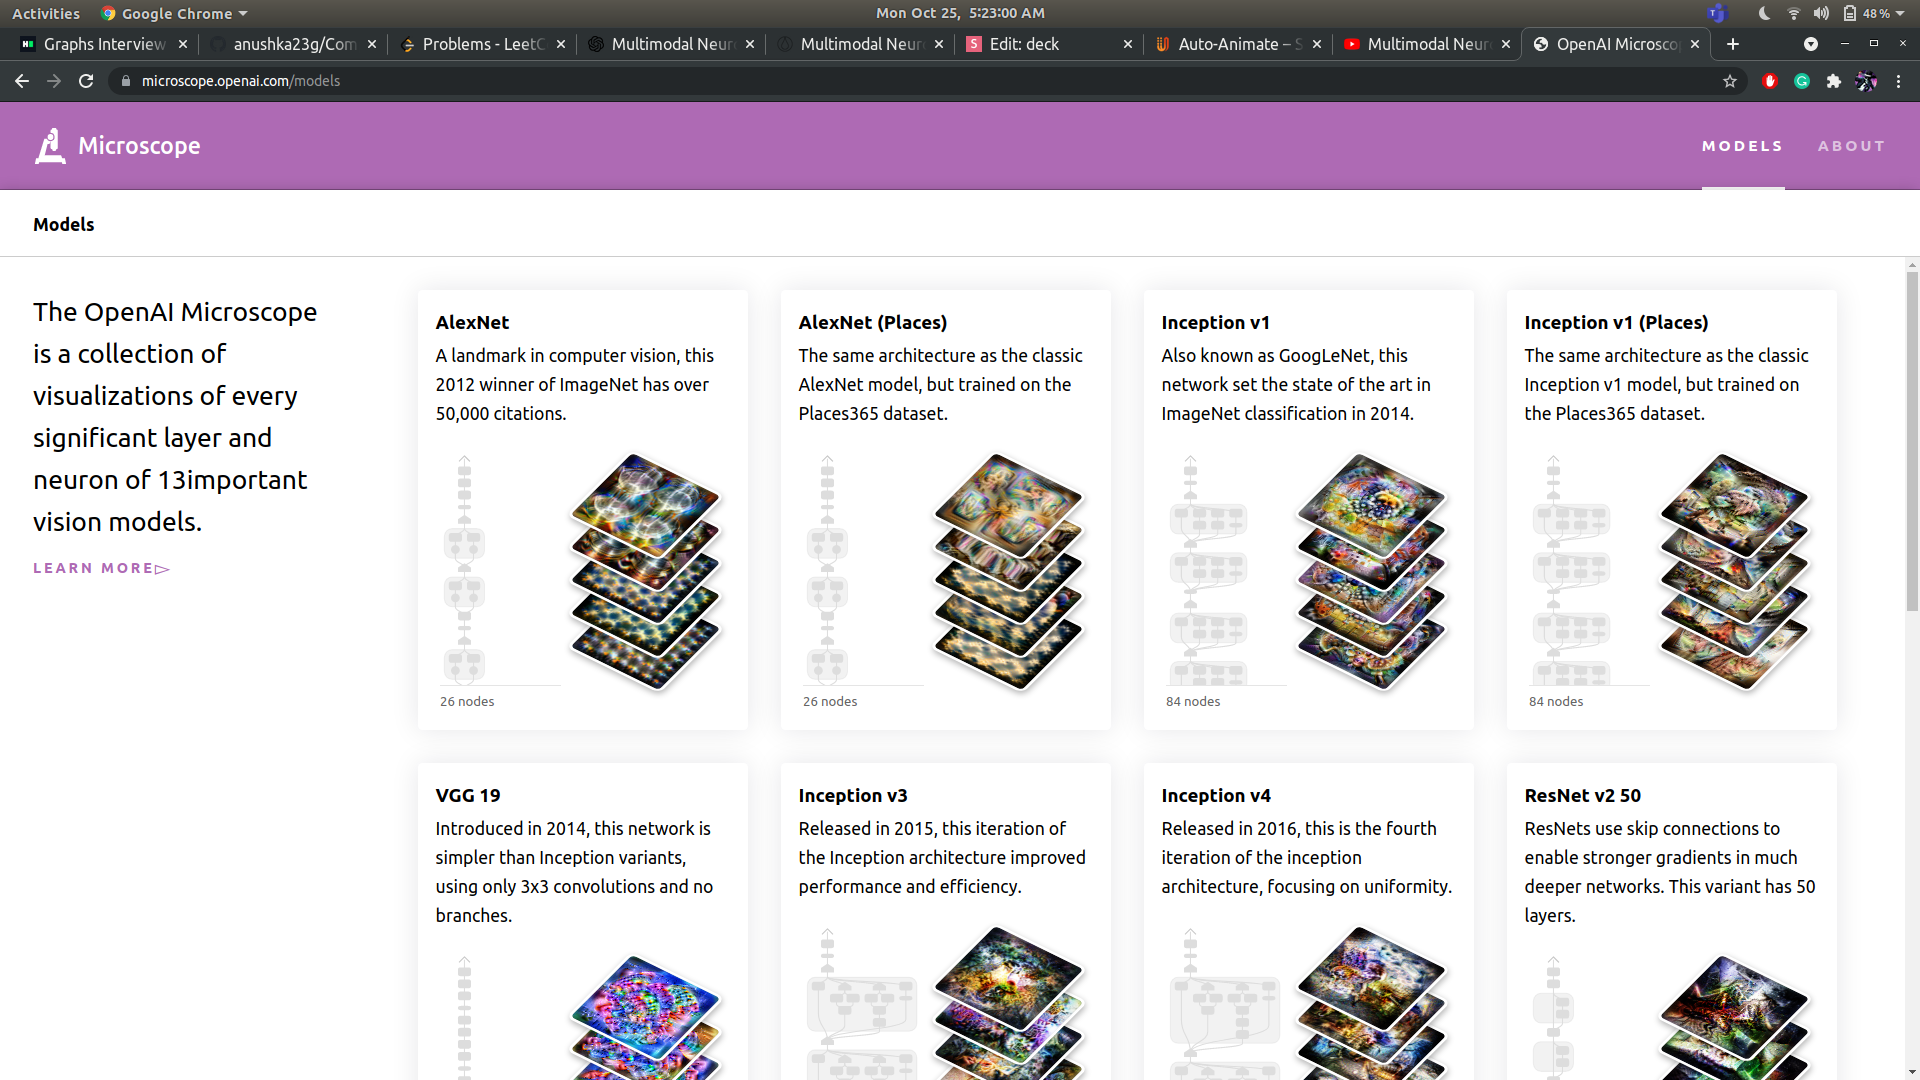 Activities
Google Chrome
Mon Oct 25, 5:23:00 AM
48 %
Graphs Interview
anushka23g/Com
Problems - LeetC
Multimodal Neur
Multimodal Neur
Edit: deck
Auto-Animate – S
Multimodal Neur
OpenAI Microsco
microscope.openai.com/models
Microscope
MODELS
ABOUT
Models
The OpenAI Microscope
is a collection of
visualizations of every
significant layer and
neuron of 13important
vision models.
LEARN MORE
AlexNet
A landmark in computer vision, this
2012 winner of ImageNet has over
50,000 citations.
26 nodes
AlexNet (Places)
The same architecture as the classic
AlexNet model, but trained on the
Places365 dataset.
26 nodes
Inception v1
Also known as GoogLeNet, this
network set the state of the art in
ImageNet classification in 2014.
84 nodes
Inception v1 (Places)
The same architecture as the classic
Inception v1 model, but trained on
the Places365 dataset.
84 nodes
VGG 19
Introduced in 2014, this network is
simpler than Inception variants,
using only 3x3 convolutions and no
branches.
Inception v3
Released in 2015, this iteration of
the Inception architecture improved
performance and efficiency.
Inception v4
Released in 2016, this is the fourth
iteration of the inception
architecture, focusing on uniformity.
ResNet v2 50
ResNets use skip connections to
enable stronger gradients in much
deeper networks. This variant has 50
layers.